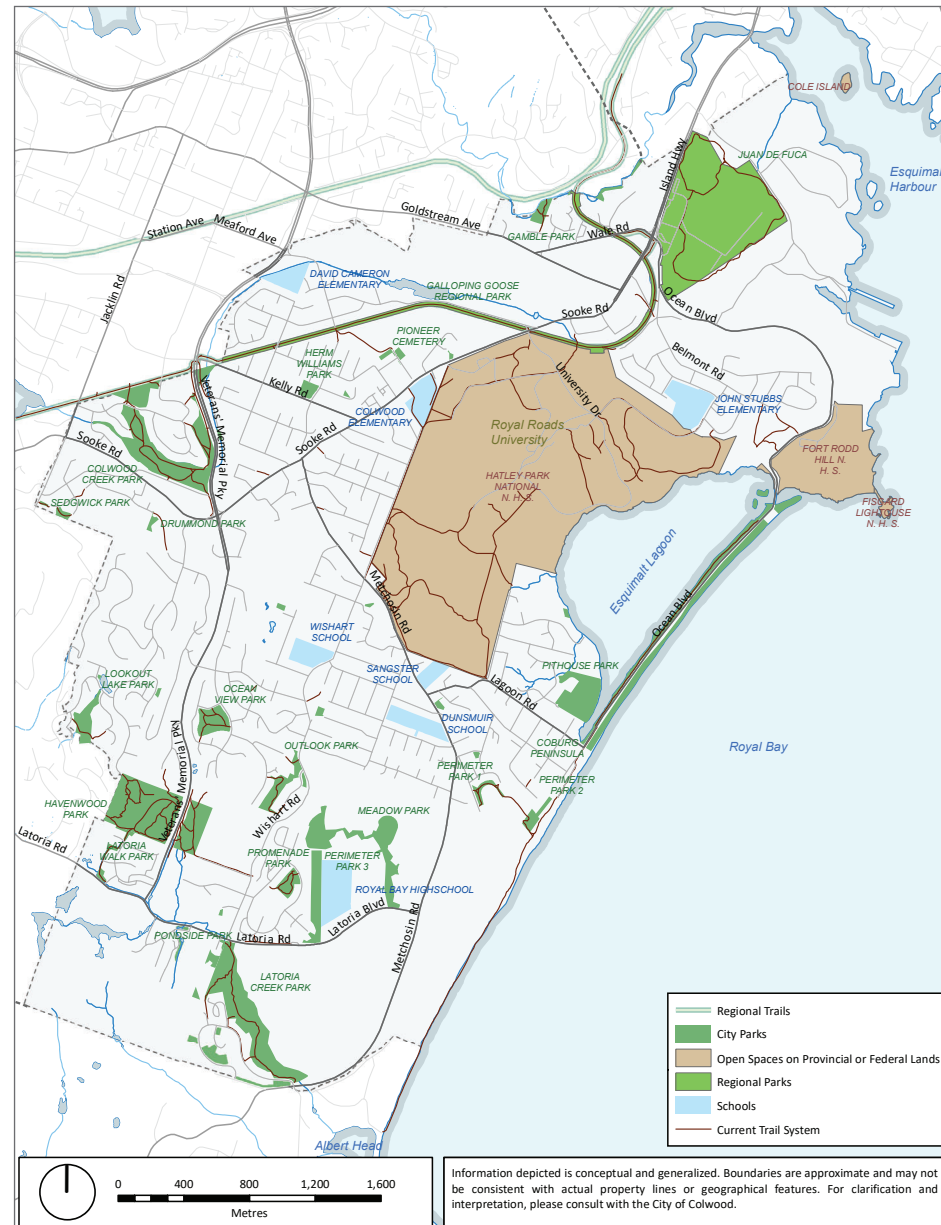 COLE ISLAND
Island Hwy
JUAN DE FUCA
Esquimalt
Harbour
Goldstream Ave
Station Ave
Meaford Ave
GAMBLE PARK
Wale Rd
DAVID CAMERON
ELEMENTARY
GALLOPING GOOSE
REGIONAL PARK
Ocean Blvd
Jacklin Rd
Sooke Rd
PIONEER
CEMETERY
HERM
WILLIAMS
PARK
Belmont Rd
Kelly Rd
University Dr
Veterans' Memorial Pky
COLWOOD
ELEMENTARY
JOHN STUBBS
ELEMENTARY
Royal Roads
University
Sooke Rd
Sooke Rd
FORT RODD
HILL N.
H. S.
COLWOOD
CREEK PARK
HATLEY PARK
NATIONAL
N. H. S.
SEDGWICK PARK
FISGARD
LIGHTHOUSE
N. H. S.
DRUMMOND PARK
Esquimalt Lagoon
Metchosin Rd
Ocean Blvd
WISHART
SCHOOL
SANGSTER
SCHOOL
PITHOUSE PARK
LOOKOUT
LAKE PARK
OCEAN
VIEW PARK
Lagoon Rd
DUNSMUIR
SCHOOL
Veterans' Memorial Pky
OUTLOOK PARK
COBURG
PENINSULA
Royal Bay
PERIMETER
PARK 1
PERIMETER
PARK 2
HAVENWOOD
PARK
Wishart Rd
MEADOW PARK
Latoria Rd
LATORIA
WALK PARK
PROMENADE
PARK
PERIMETER
PARK 3
ROYAL BAY HIGHSCHOOL
Latoria Blvd
Metchosin Rd
PONDSIDE PARK
Latoria Rd
LATORIA
CREEK PARK
Albert Head
Regional Trails
City Parks
Open Spaces on Provincial or Federal Lands
Regional Parks
Schools
Current Trail System
0 400 800 1,200 1,600
Metres
Information depicted is conceptual and generalized. Boundaries are approximate and may not
be consistent with actual property lines or geographical features. For clarification and
interpretation, please consult with the City of Colwood.